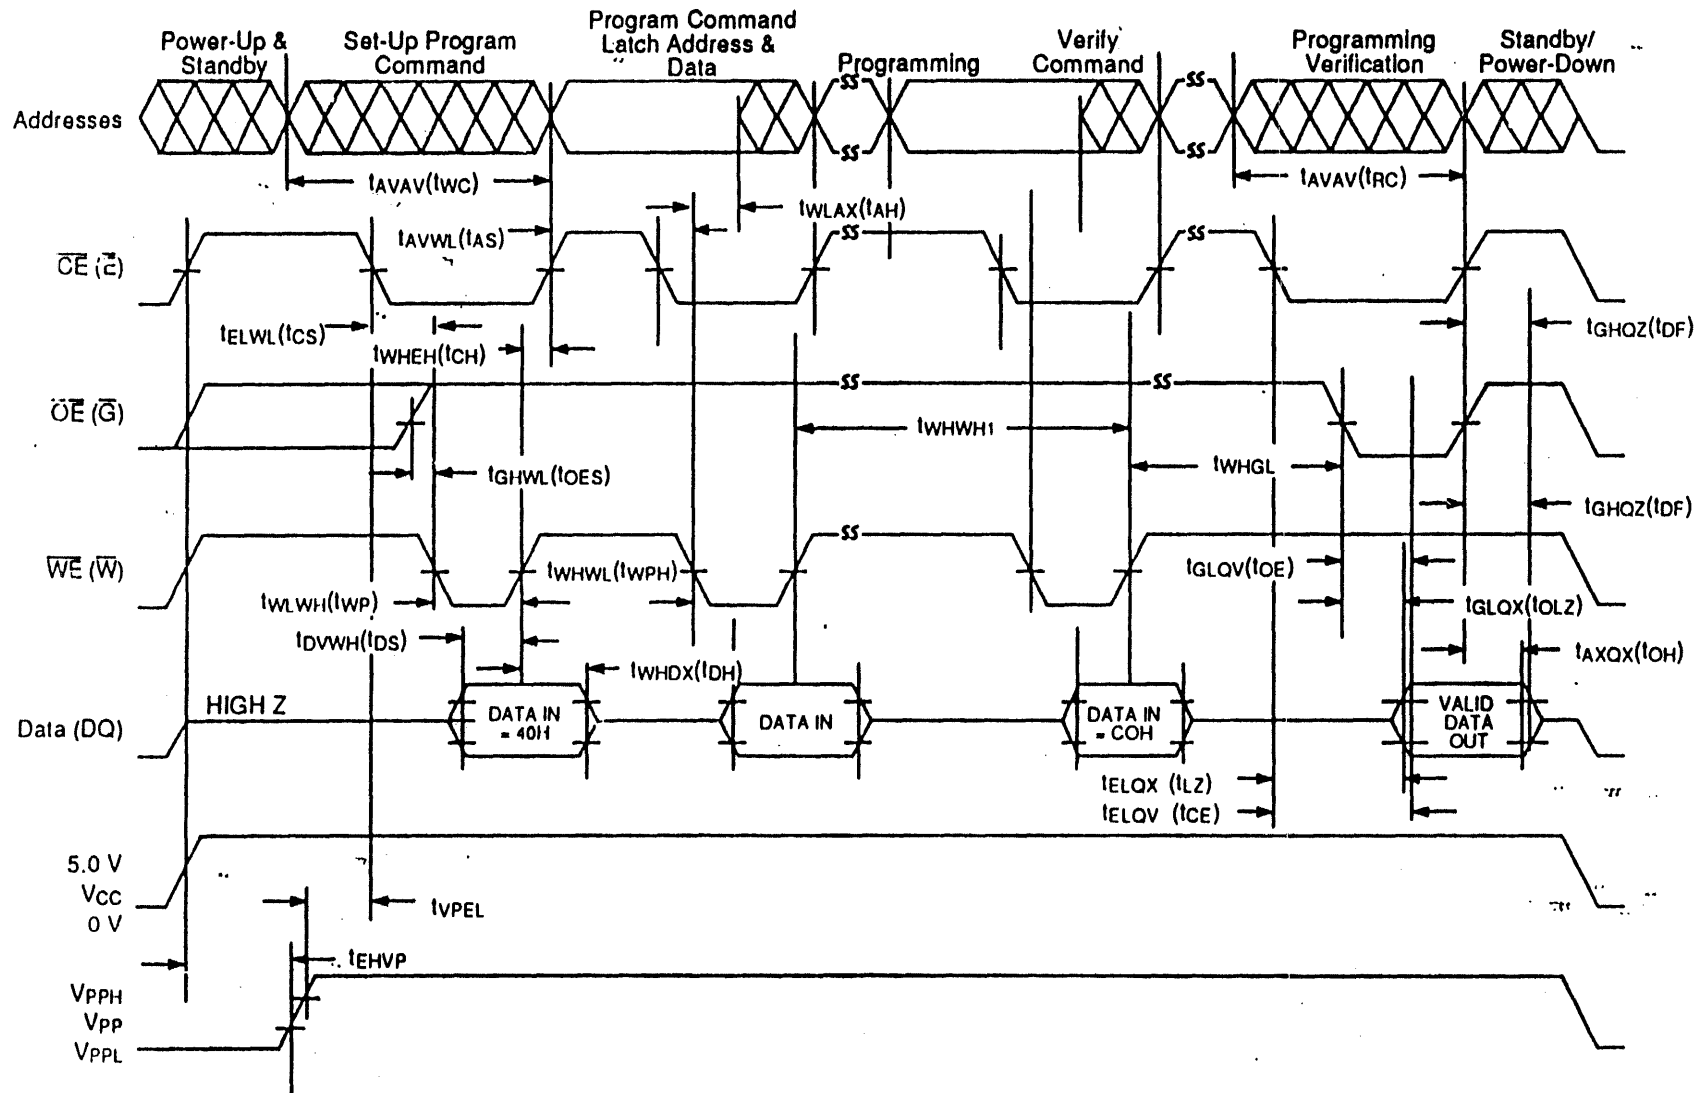 Power-Up &
Standby
Set-Up Program
Command
Program Command
Latch Address &
Data
Programming
Verify
Command
Programming
Verification
Standby/
Power-Down
Addresses
tAVAV(tWC)
tAVAV(tRC)
tWLAX(tAH)
tAVWL(tAS)
CE (E)
tELWL(tCS)
tWHEH(tCH)
tGHQZ(tDF)
OE (G)
tWHWH1
tWHGL
tGHWL(tOES)
tGHQZ(tDF)
WE (W)
tWHWL(tWPH)
tGLQV(tOE)
tWLWH(tWP)
tGLQX(tOLZ)
tDVWH(tDS)
tWHDX(tDH)
tAXQX(tOH)
Data (DQ)
HIGH Z
DATA IN
= 40H
DATA IN
DATA IN
= COH
VALID
DATA
OUT
tELQX (tLZ)
tELQV (tCE)
5.0 V
VCC
0 V
tVPEL
tEHVP
VPPH
VPP
VPPL